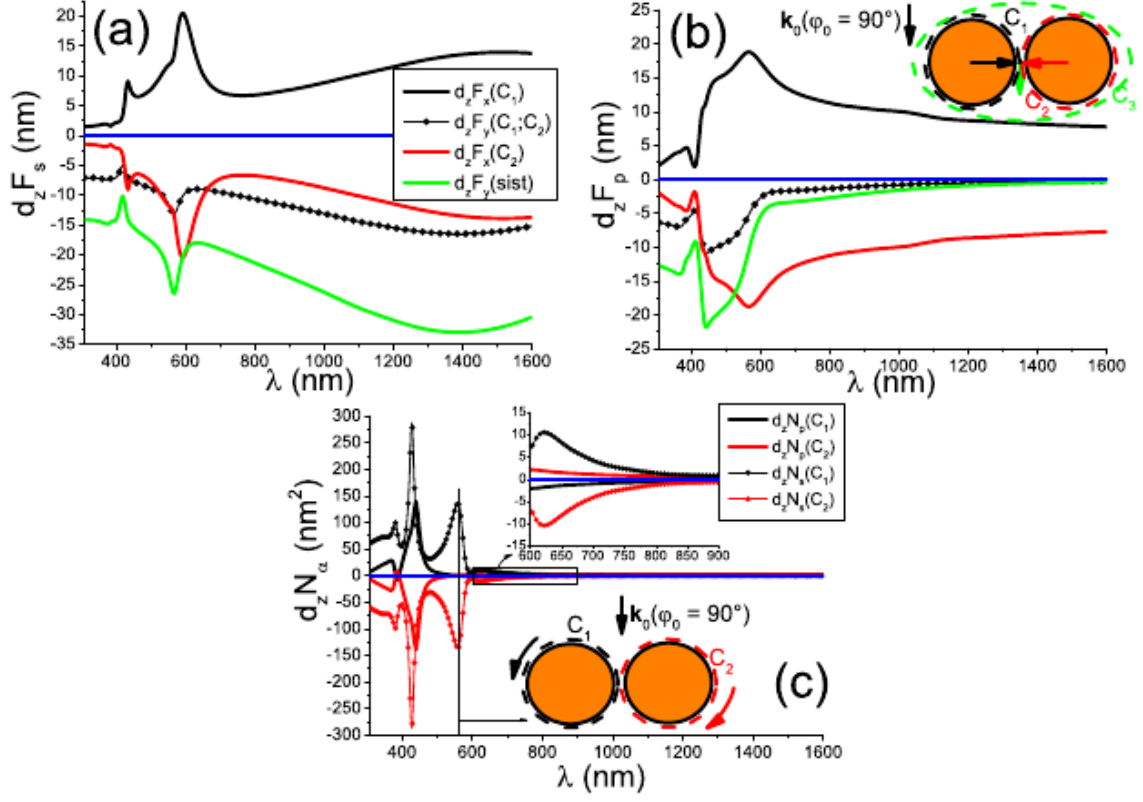 (a)
d_zF_s (nm)
20
15
10
5
0
-5
-10
-15
-20
-25
-30
-35
400 600 800 1000 1200 1400 1600
λ (nm)
d_zF_x(C_1)
d_zF_y(C_1;C_2)
d_zF_x(C_2)
d_zF_y(sist)
(b)
k_0(φ_0 = 90°)
C_1
C_2
C_3
d_zF_p (nm)
25
20
15
10
5
0
-5
-10
-15
-20
-25
400 600 800 1000 1200 1400 1600
λ (nm)
(c)
d_zN_α (nm²)
300
250
200
150
100
50
0
-50
-100
-150
-200
-250
-300
400 600 800 1000 1200 1400 1600
λ (nm)
15
10
5
0
-5
-10
-15
600 650 700 750 800 850 900
d_zN_p(C_1)
d_zN_p(C_2)
d_zN_s(C_1)
d_zN_s(C_2)
k_0(φ_0 = 90°)
C_1
C_2